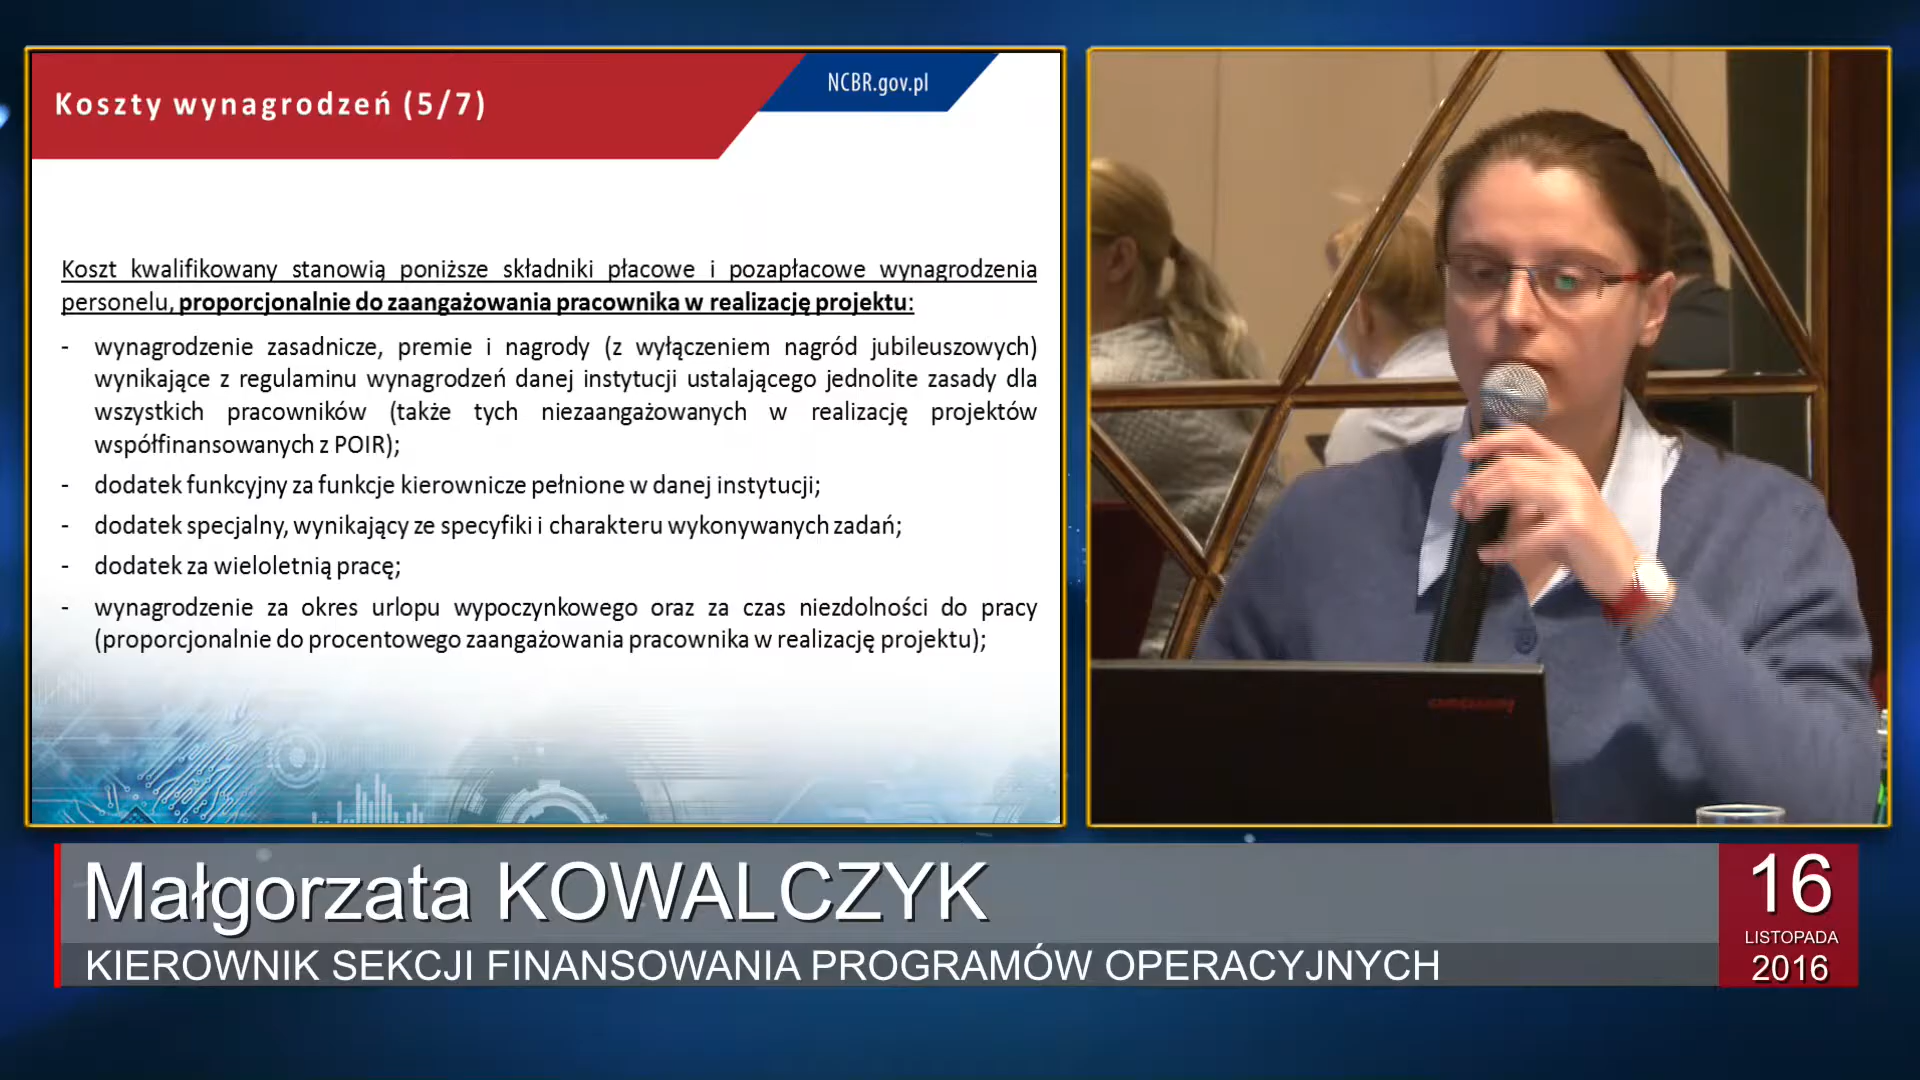 Koszty wynagrodzeń (5/7)
NCBR.gov.pl
Koszt kwalifikowany stanowią poniższe składniki płacowe i pozapłacowe wynagrodzenia
personelu, proporcjonalnie do zaangażowania pracownika w realizację projektu:
- wynagrodzenie zasadnicze, premie i nagrody (z wyłączeniem nagród jubileuszowych)
wynikające z regulaminu wynagrodzeń danej instytucji ustalającego jednolite zasady dla
wszystkich pracowników (także tych niezaangażowanych w realizację projektów
współfinansowanych z POIR);
- dodatek funkcyjny za funkcje kierownicze pełnione w danej instytucji;
- dodatek specjalny, wynikający ze specyfiki i charakteru wykonywanych zadań;
- dodatek za wieloletnią pracę;
- wynagrodzenie za okres urlopu wypoczynkowego oraz za czas niezdolności do pracy
(proporcjonalnie do procentowego zaangażowania pracownika w realizację projektu);
Małgorzata KOWALCZYK
KIEROWNIK SEKCJI FINANSOWANIA PROGRAMÓW OPERACYJNYCH
16
LISTOPADA
2016